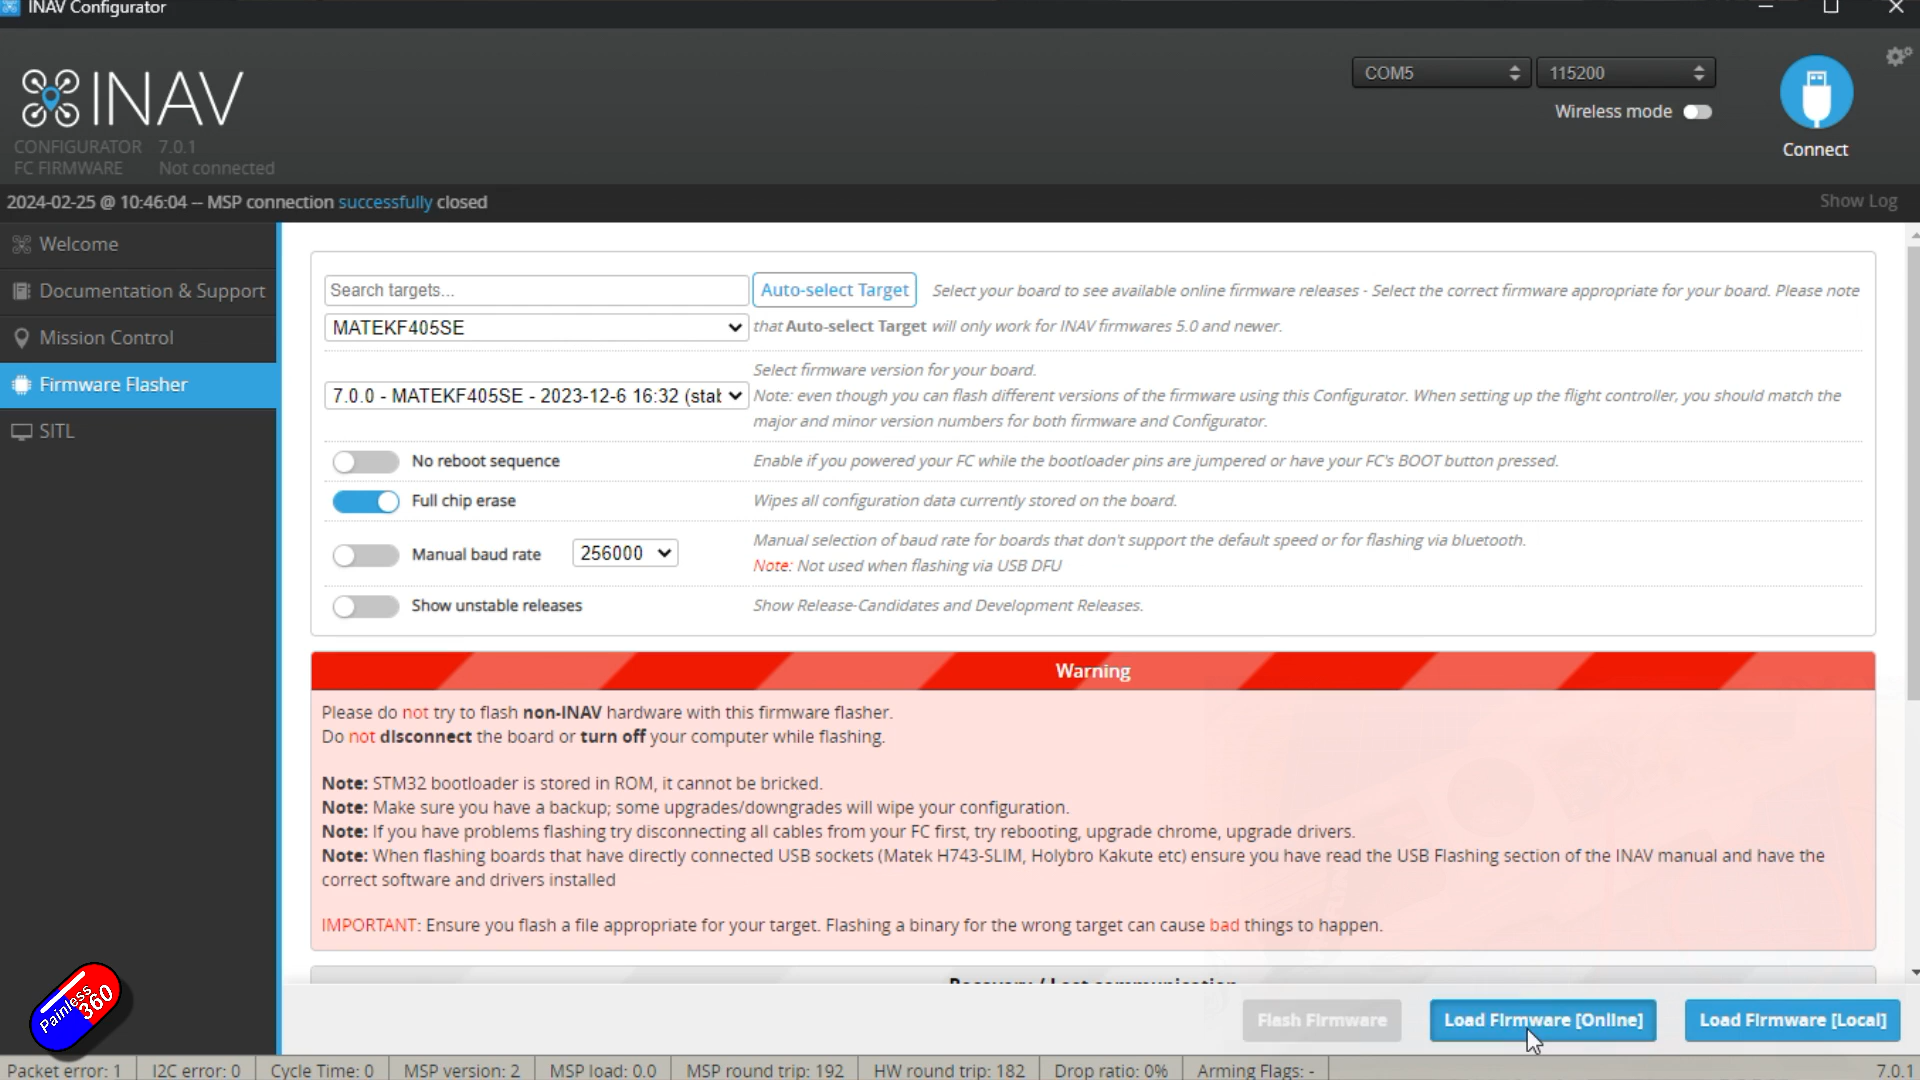 INAV Configurator
INAV
CONFIGURATOR 7.0.1
FC FIRMWARE Not connected
COM5
115200
Wireless mode
Connect
2024-02-25 @ 10:46:04 -- MSP connection successfully closed
Show Log
Welcome
Documentation & Support
Mission Control
Firmware Flasher
SITL
Search targets...
Auto-select Target
Select your board to see available online firmware releases - Select the correct firmware appropriate for your board. Please note
MATEKF405SE
that Auto-select Target will only work for INAV firmwares 5.0 and newer.
Select firmware version for your board.
7.0.0 - MATEKF405SE - 2023-12-6 16:32 (stab
Note: even though you can flash different versions of the firmware using this Configurator. When setting up the flight controller, you should match the
major and minor version numbers for both firmware and Configurator.
No reboot sequence
Enable if you powered your FC while the bootloader pins are jumpered or have your FC's BOOT button pressed.
Full chip erase
Wipes all configuration data currently stored on the board.
Manual baud rate
256000
Manual selection of baud rate for boards that don't support the default speed or for flashing via bluetooth.
Note: Not used when flashing via USB DFU
Show unstable releases
Show Release-Candidates and Development Releases.
Warning
Please do not try to flash non-INAV hardware with this firmware flasher.
Do not disconnect the board or turn off your computer while flashing.
Note: STM32 bootloader is stored in ROM, it cannot be bricked.
Note: Make sure you have a backup; some upgrades/downgrades will wipe your configuration.
Note: If you have problems flashing try disconnecting all cables from your FC first, try rebooting, upgrade chrome, upgrade drivers.
Note: When flashing boards that have directly connected USB sockets (Matek H743-SLIM, Holybro Kakute etc) ensure you have read the USB Flashing section of the INAV manual and have the
correct software and drivers installed
IMPORTANT: Ensure you flash a file appropriate for your target. Flashing a binary for the wrong target can cause bad things to happen.
Recovery / Lost communication
Flash Firmware
Load Firmware [Online]
Load Firmware [Local]
Painless 360
Packet error: 1
I2C error: 0
Cycle Time: 0
MSP version: 2
MSP load: 0.0
MSP round trip: 192
HW round trip: 182
Drop ratio: 0%
Arming Flags: -
7.0.1